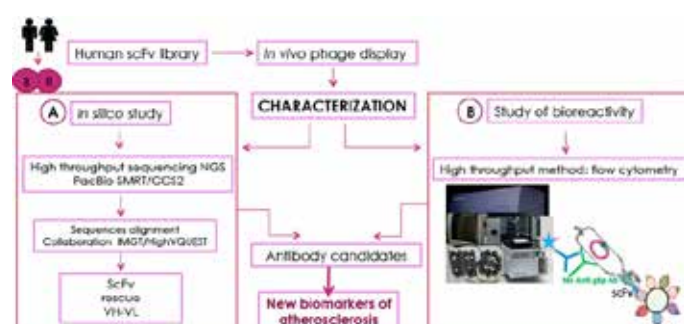 Human scFv library
In vivo phage display
CHARACTERIZATION
A
in silico study
High throughput sequencing NGS
PacBio SMRT/CCS2
Sequences alignment
Collaboration IMGT/HighVQUEST
ScFv
rescue
VH-VL
B
Study of bioreactivity
High throughput method: flow cytometry
scFv
Antibody candidates
New biomarkers of
atherosclerosis